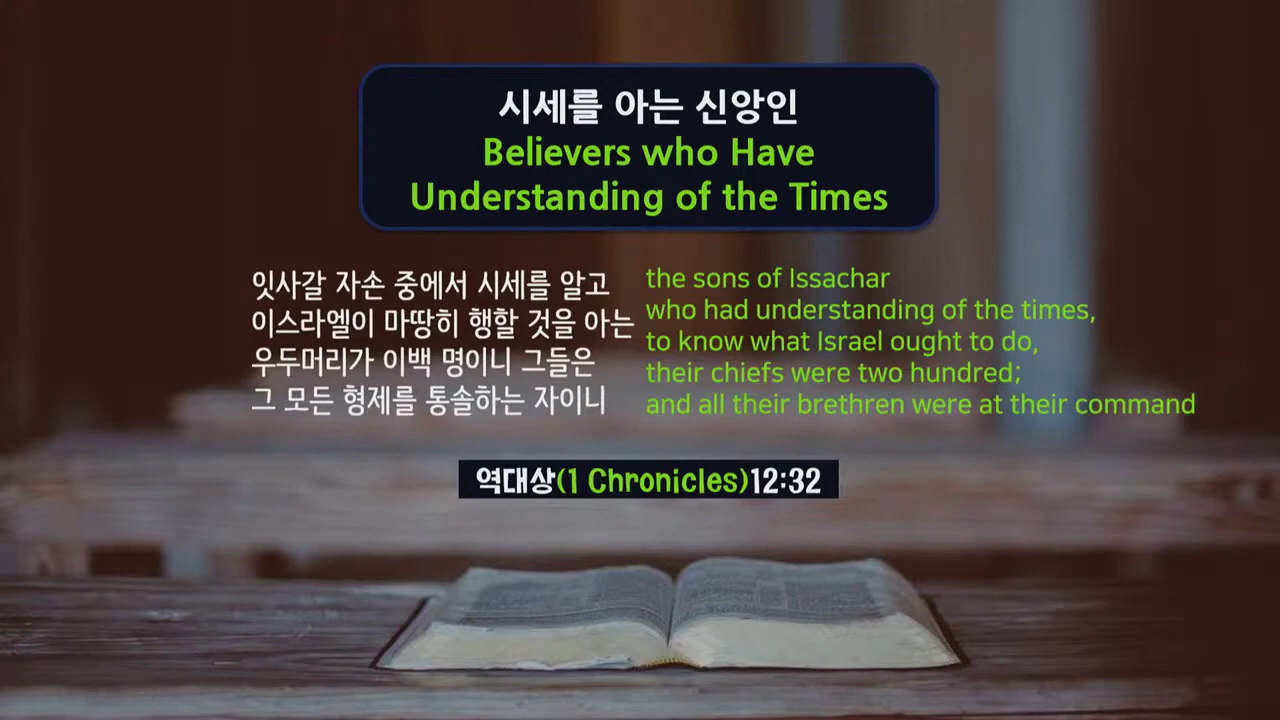 시세를 아는 신앙인
Believers who Have
Understanding of the Times
잇사갈 자손 중에서 시세를 알고
이스라엘이 마땅히 행할 것을 아는
우두머리가 이백 명이니 그들은
그 모든 형제를 통솔하는 자이니
the sons of Issachar
who had understanding of the times,
to know what Israel ought to do,
their chiefs were two hundred;
and all their brethren were at their command
역대상(1 Chronicles)12:32